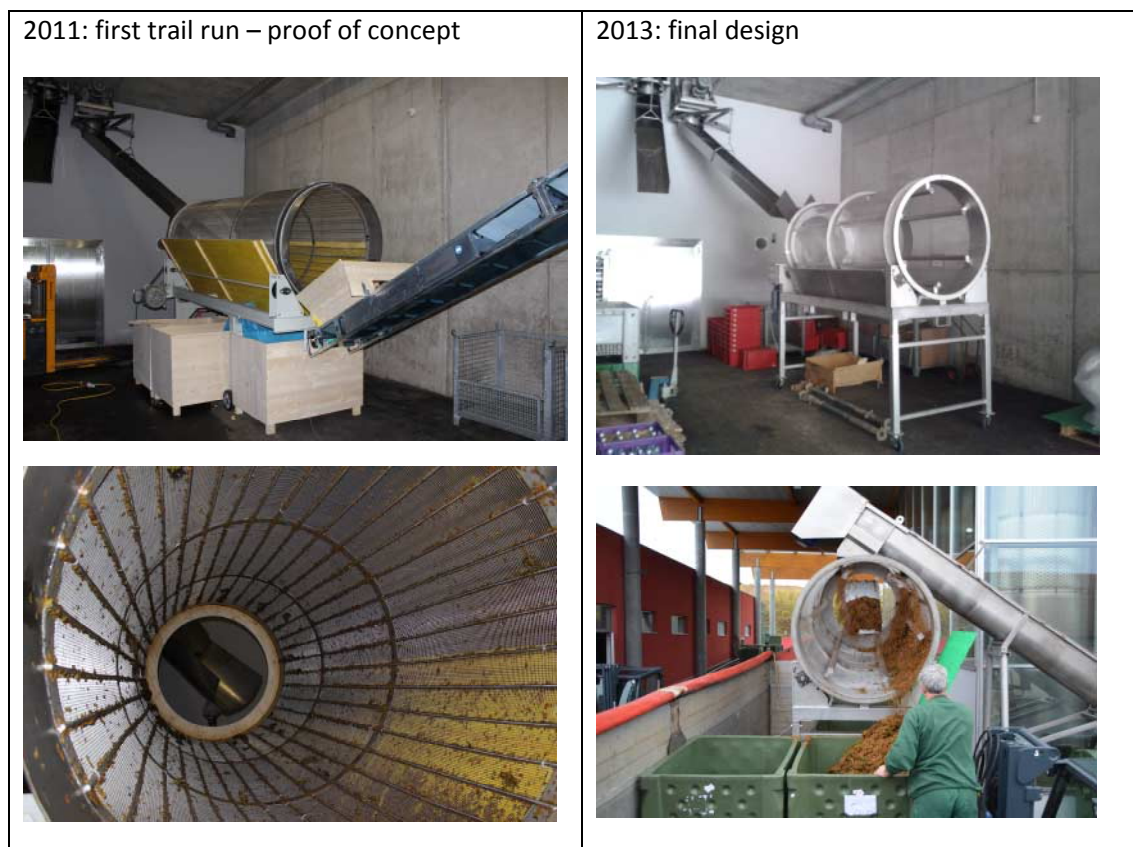 2011: first trail run – proof of concept
2013: final design